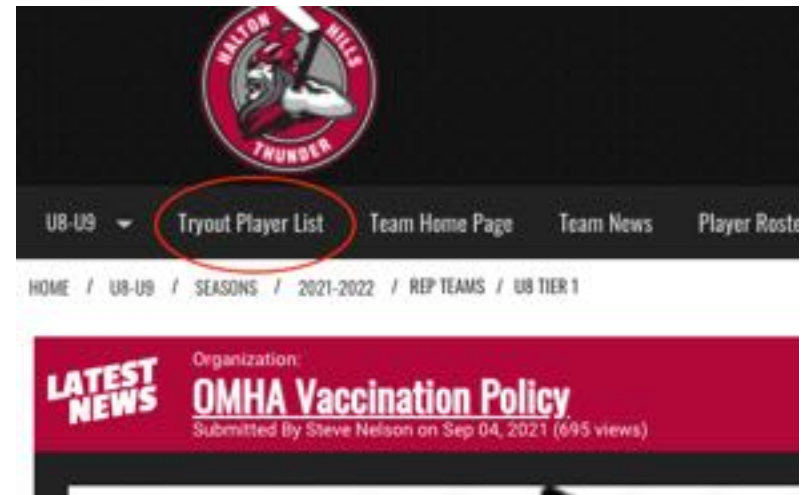 HALTON HILLS
THUNDER
U8-U9 Tryout Player List Team Home Page Team News Player Roste
HOME / U8-U9 / SEASONS / 2021-2022 / REP TEAMS / U8 TIER 1
LATEST NEWS
Organization:
OMHA Vaccination Policy
Submitted By Steve Nelson on Sep 04, 2021 (695 views)